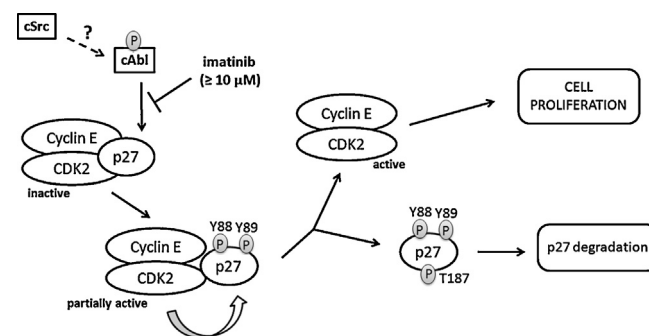 cSrc
?
P
cAbl
imatinib
(≥ 10 μM)
Cyclin E
CDK2
p27
inactive
Cyclin E
CDK2
active
CELL
PROLIFERATION
Y88 Y89
P P
Cyclin E
CDK2
p27
partially active
Y88 Y89
P P
p27
P
T187
p27 degradation